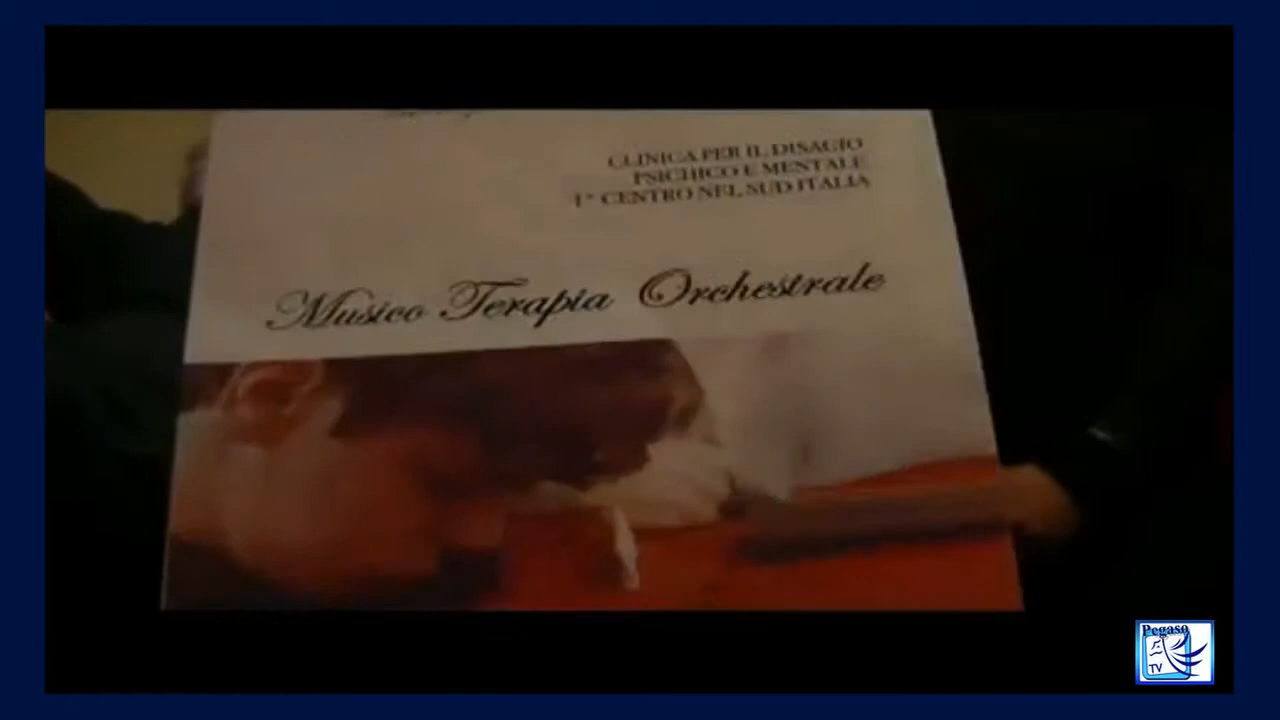 CLINICA PER IL DISAGIO
PSICHICO E MENTALE
1° CENTRO NEL SUD ITALIA
Musico Terapia Orchestrale
Pegaso
TV